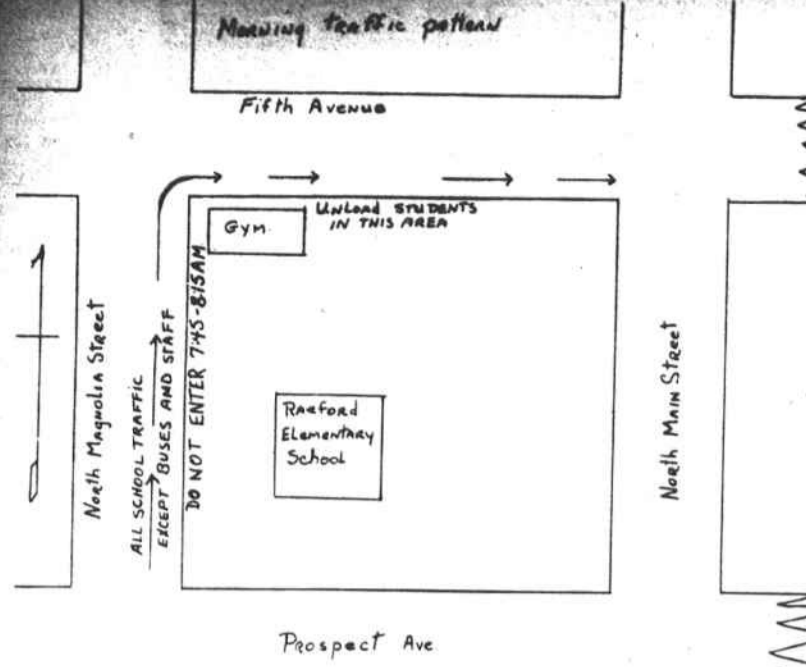 Morning traffic pattern
Fifth Avenue
UNLOAD STUDENTS
IN THIS AREA
Gym
North Magnolia Street
ALL SCHOOL TRAFFIC
EXCEPT BUSES AND STAFF
DO NOT ENTER 7:45-8:15AM
Raeford
Elementary
School
North Main Street
Prospect Ave